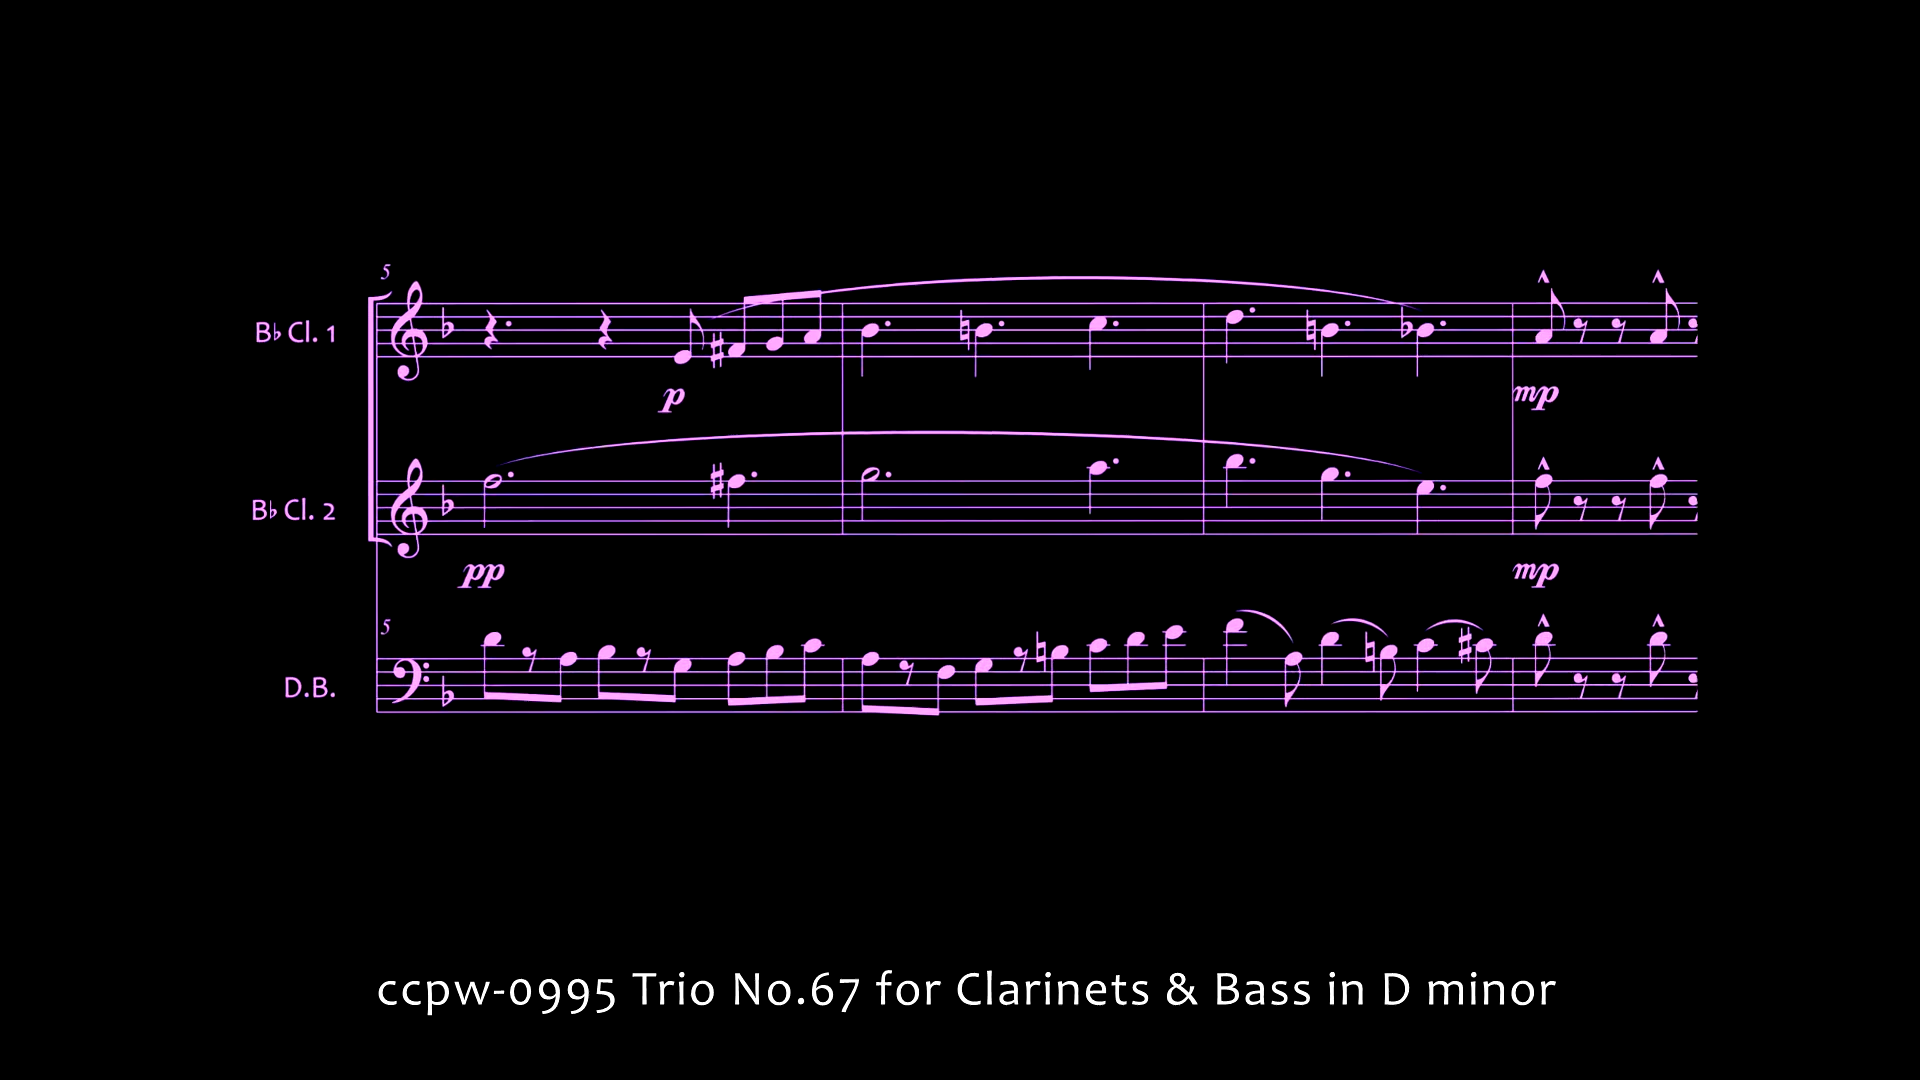 5
B♭ Cl. 1
p
mp
B♭ Cl. 2
pp
mp
5
D.B.
ccpw-0995 Trio No.67 for Clarinets & Bass in D minor